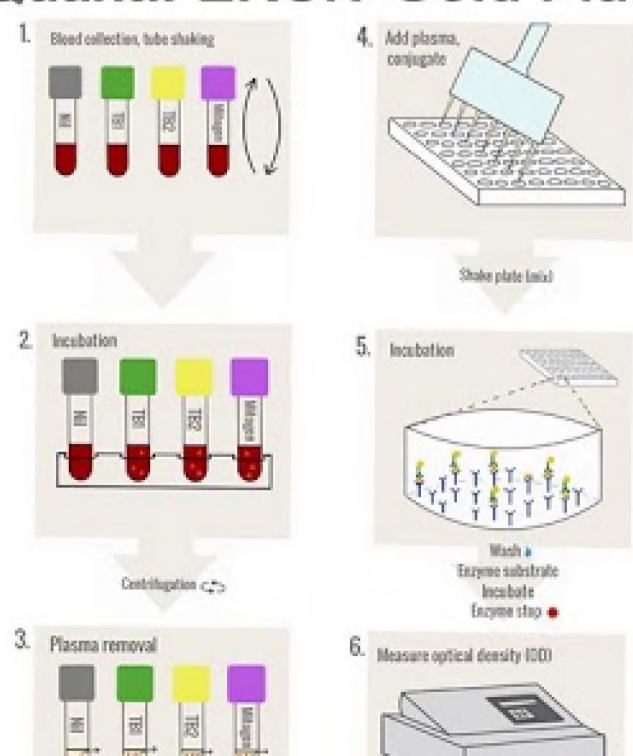 1. Blood collection, tube shaking
Nil
TB1
TB2
Mitogen
2. Incubation
Nil
TB1
TB2
Mitogen
Centrifugation
3. Plasma removal
Nil
TB1
TB2
Mitogen
4. Add plasma,
conjugate
Shake plate (mix)
5. Incubation
Wash
Enzyme substrate
Incubate
Enzyme stop
6. Measure optical density (OD)